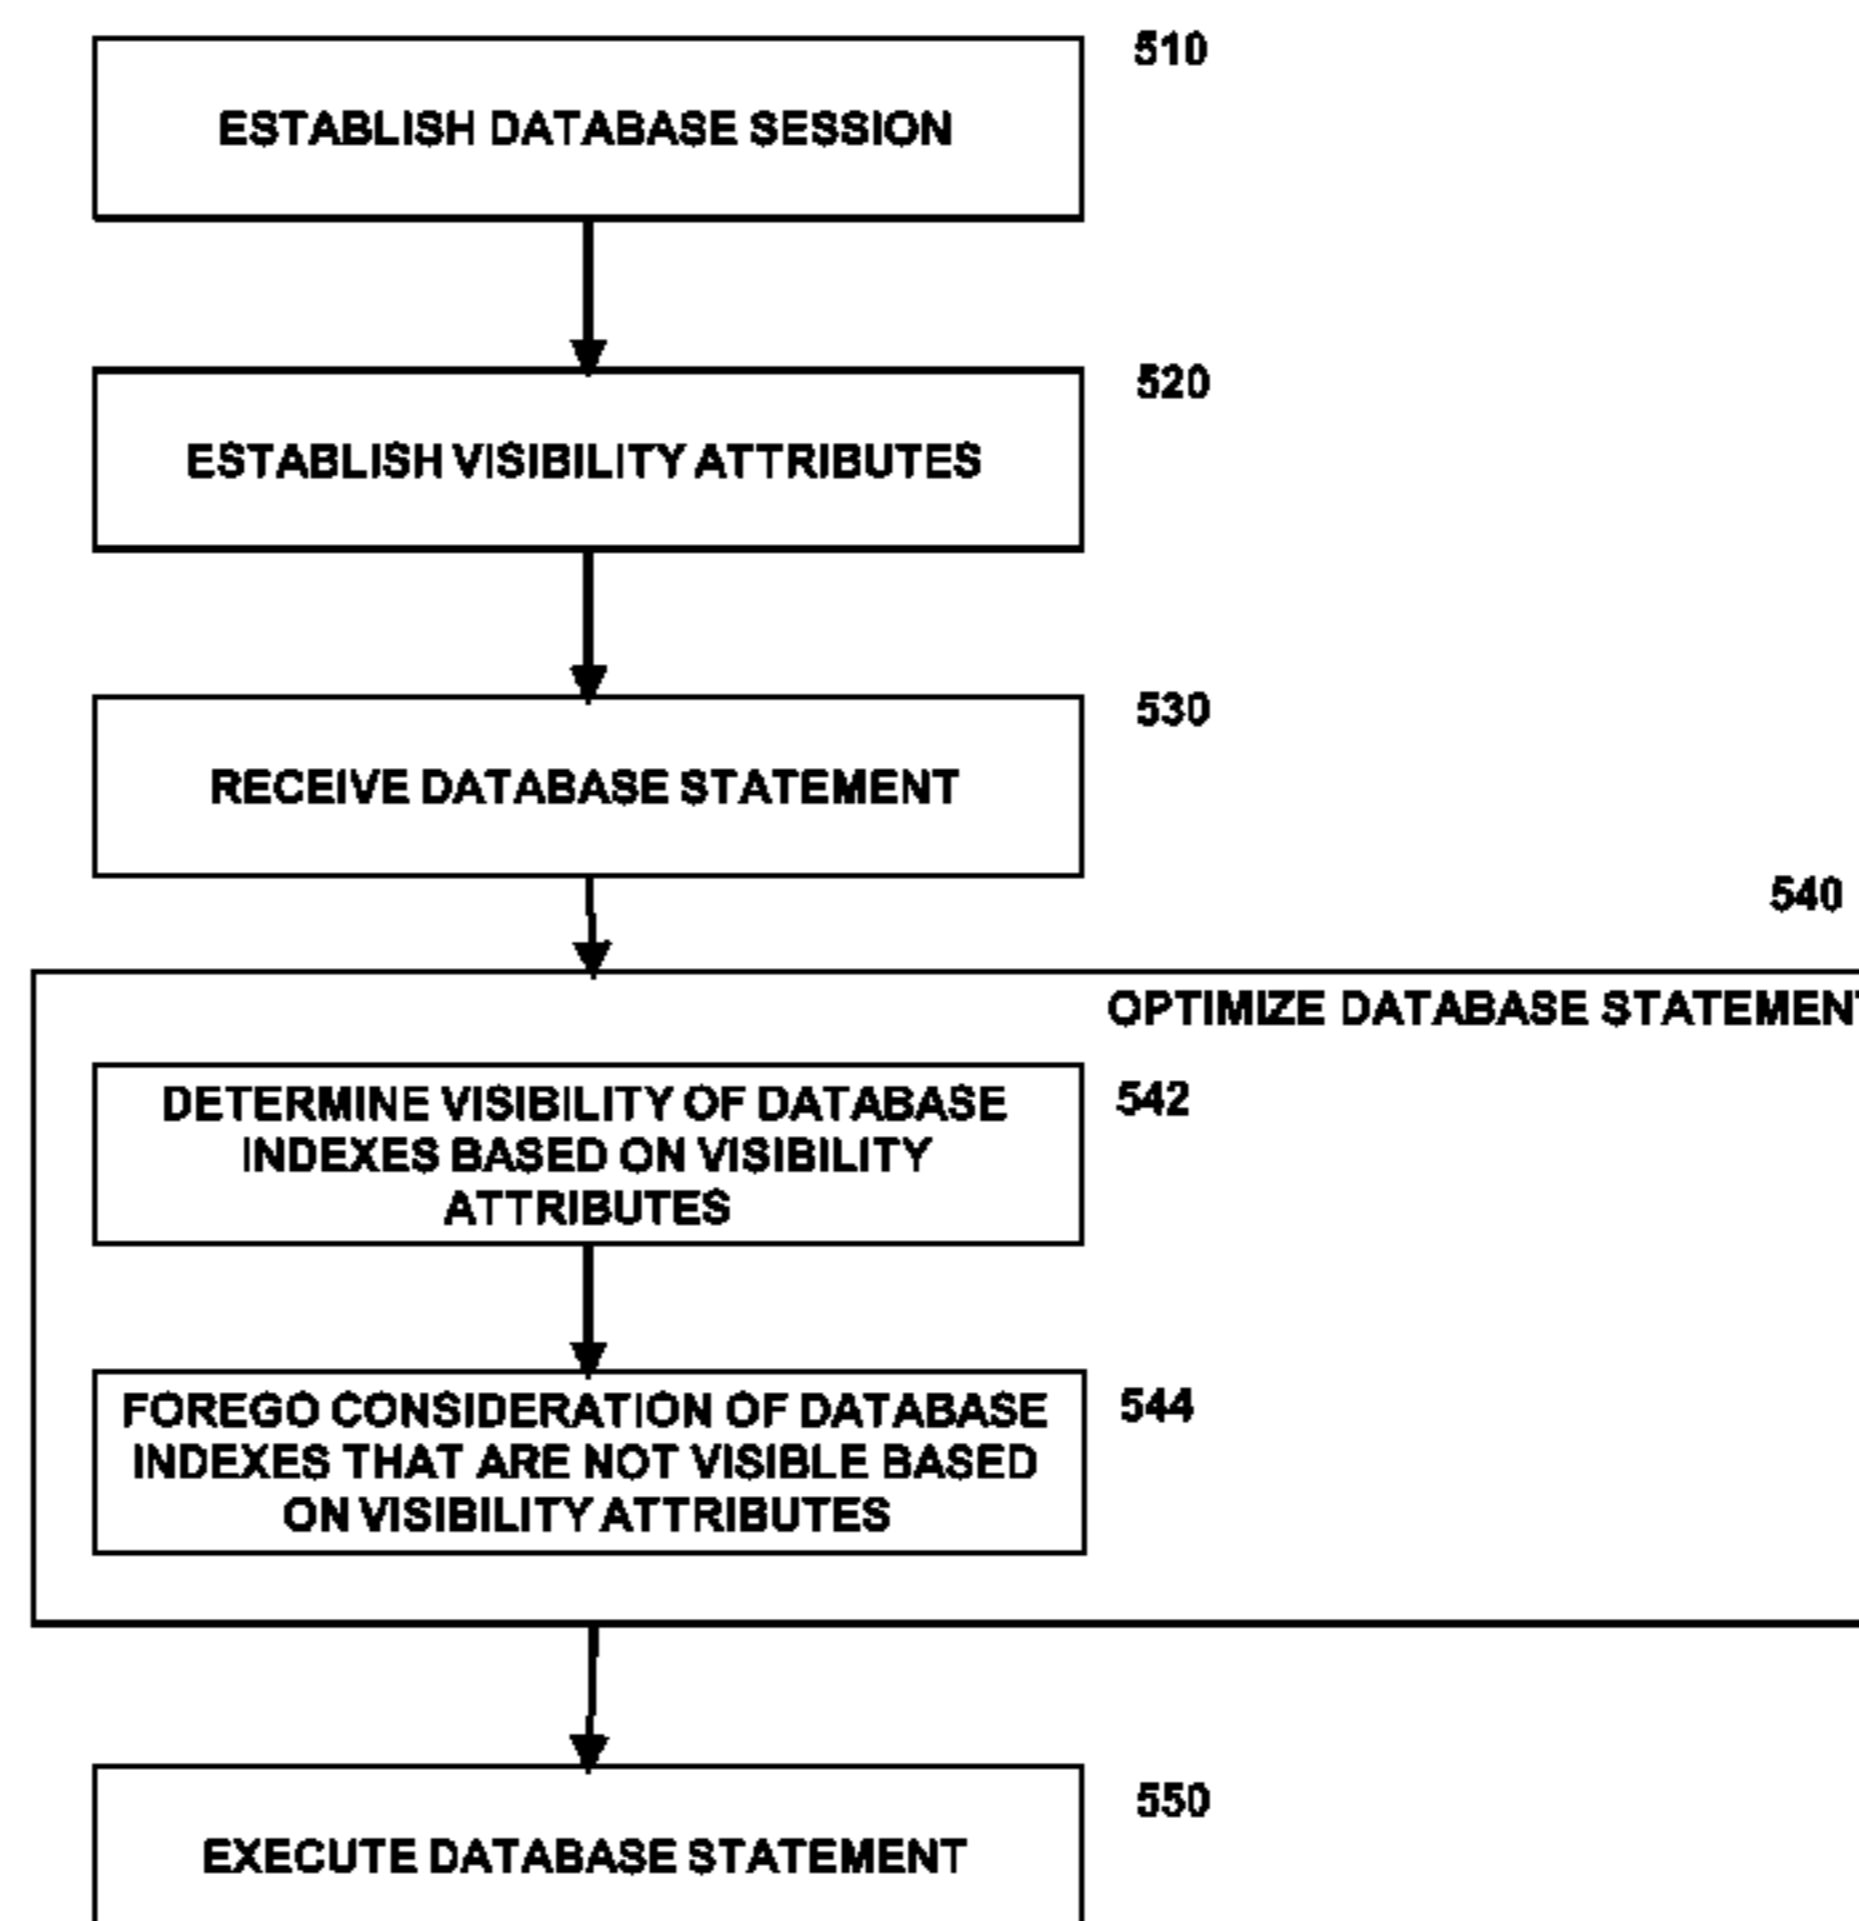 510
ESTABLISH DATABASE SESSION
520
ESTABLISH VISIBILITY ATTRIBUTES
530
RECEIVE DATABASE STATEMENT
540
OPTIMIZE DATABASE STATEMENT
DETERMINE VISIBILITY OF DATABASE
INDEXES BASED ON VISIBILITY
ATTRIBUTES
542
FOREGO CONSIDERATION OF DATABASE
INDEXES THAT ARE NOT VISIBLE BASED
ON VISIBILITY ATTRIBUTES
544
550
EXECUTE DATABASE STATEMENT